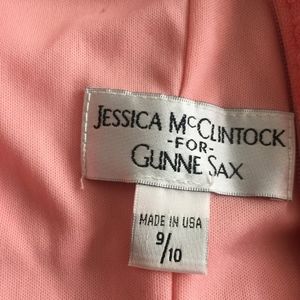 JESSICA MCCLINTOCK
-FOR-
GUNNE SAX
MADE IN USA
9/10